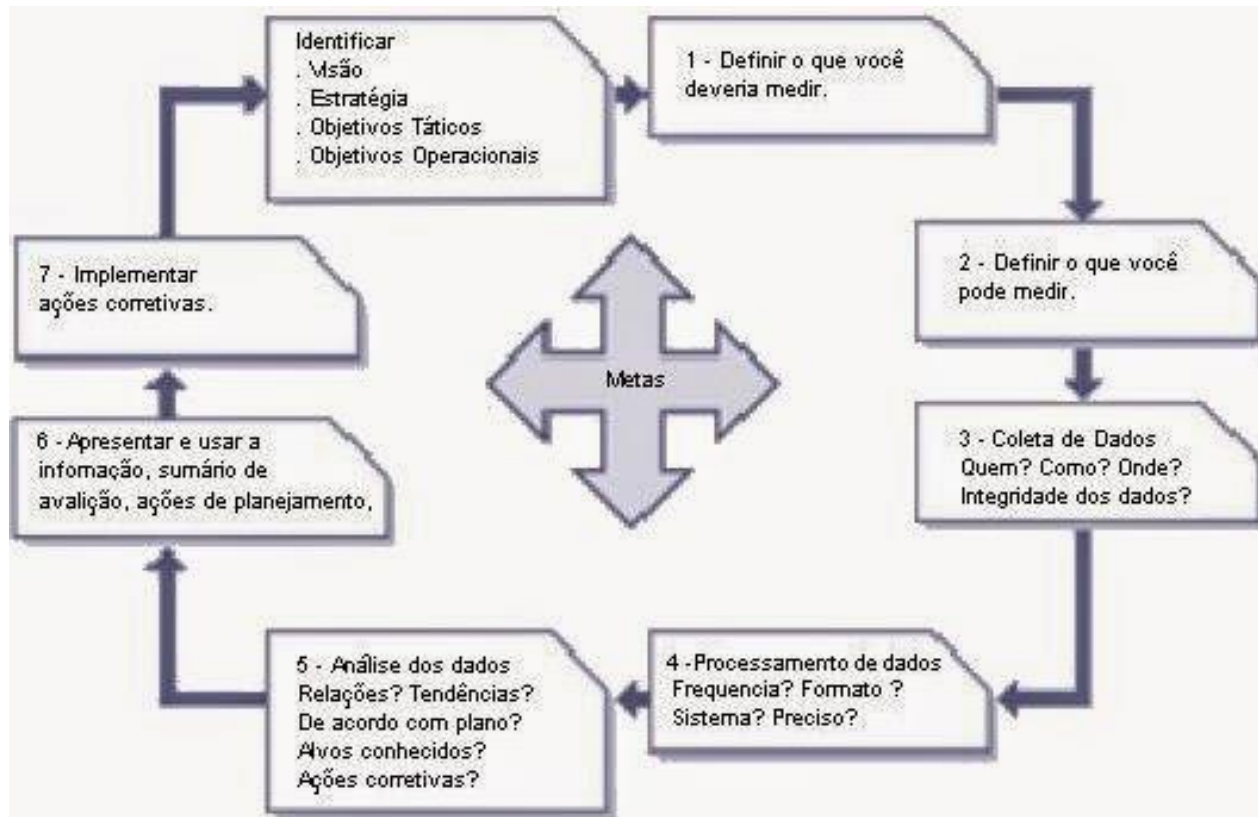 Identificar
. Visão
. Estratégia
. Objetivos Táticos
. Objetivos Operacionais
1 - Definir o que você
deveria medir.
2 - Definir o que você
pode medir.
3 - Coleta de Dados
Quem? Como? Onde?
Integridade dos dados?
4 -Processamento de dados
Frequencia? Formato ?
Sistema? Preciso?
5 - Análise dos dados
Relações? Tendências?
De acordo com plano?
Alvos conhecidos?
Ações corretivas?
6 - Apresentar e usar a
infomação, sumário de
avalição, ações de planejamento,
7 - Implementar
ações corretivas.
Metas